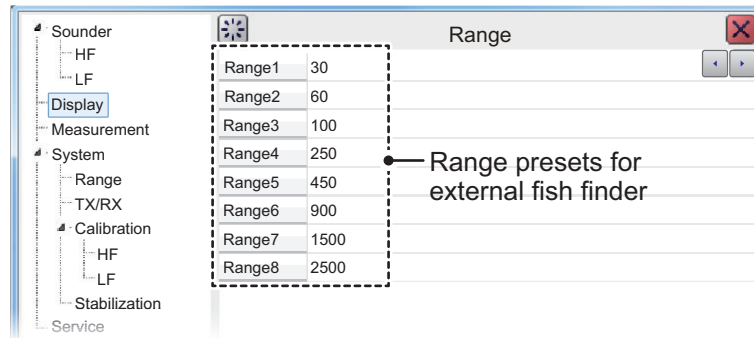 Sounder
HF
LF
Display
Measurement
System
Range
TX/RX
Calibration
HF
LF
Stabilization
Service
Range
Range1 30
Range2 60
Range3 100
Range4 250
Range5 450
Range6 900
Range7 1500
Range8 2500
Range presets for
external fish finder